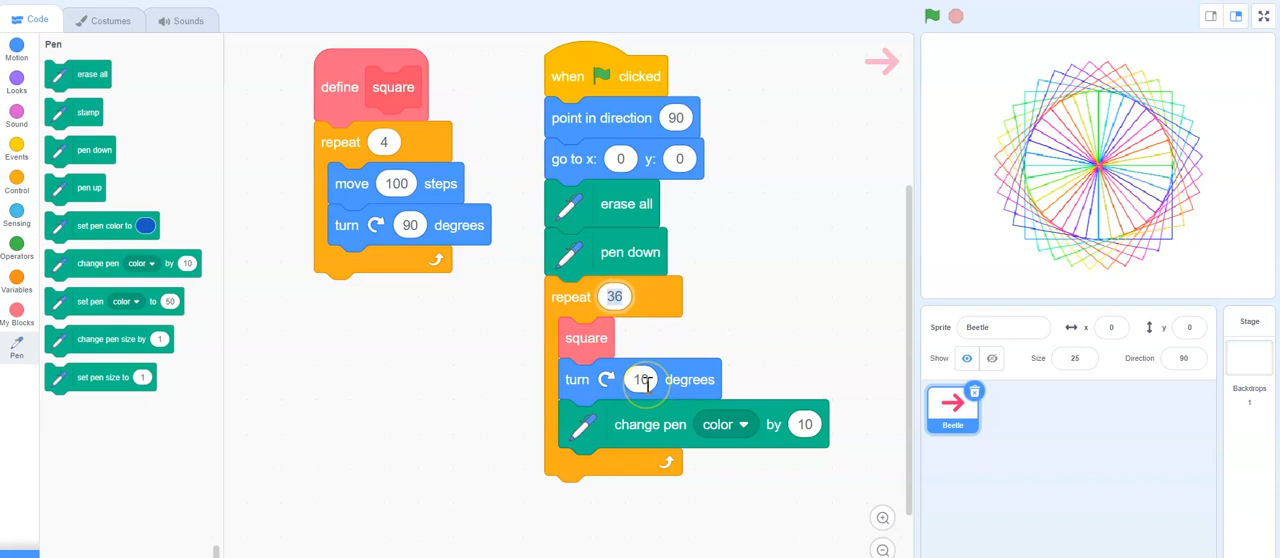 Code
Costumes
Sounds
Motion
Looks
Sound
Events
Control
Sensing
Operators
Variables
My Blocks
Pen
Pen
erase all
stamp
pen down
pen up
set pen color to
change pen color by 10
set pen color to 50
change pen size by 1
set pen size to 1
define square
repeat 4
move 100 steps
turn 90 degrees
when clicked
point in direction 90
go to x: 0 y: 0
erase all
pen down
repeat 36
square
turn 10 degrees
change pen color by 10
Sprite Beetle x 0 y 0
Show Size 25 Direction 90
Beetle
Stage
Backdrops
1